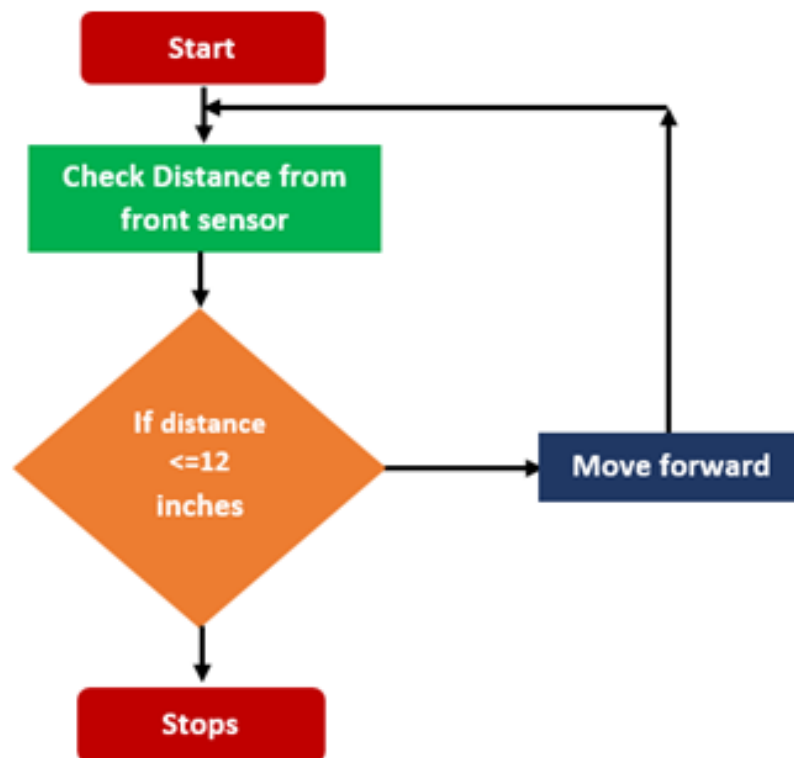 Start
Check Distance from
front sensor
If distance
<=12
inches
Move forward
Stops